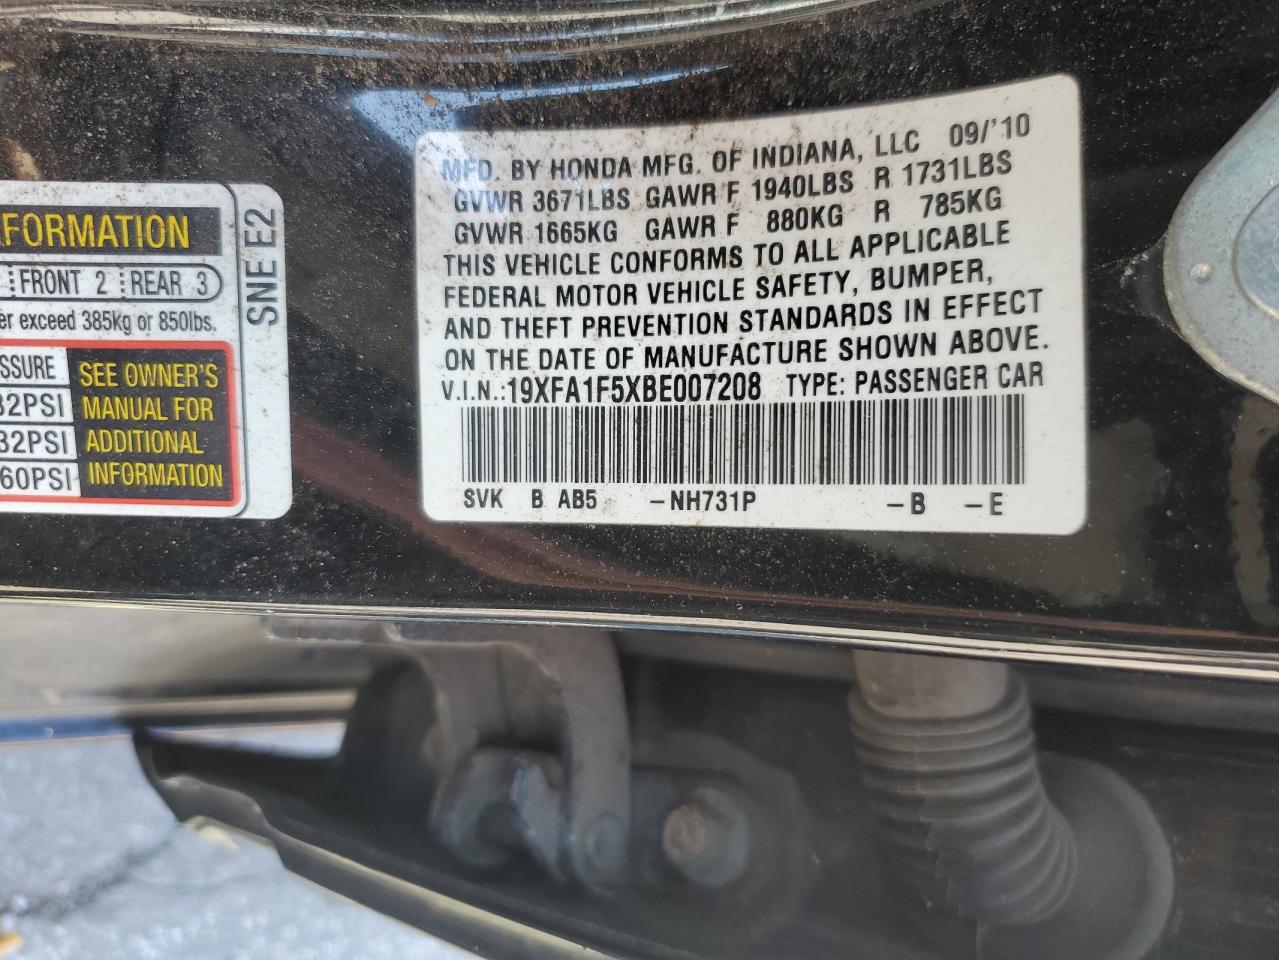 FORMATION
FRONT 2 REAR 3
er exceed 385kg or 850lbs.
SSURE
32PSI
32PSI
60PSI
SEE OWNER'S
MANUAL FOR
ADDITIONAL
INFORMATION
SNE E2
MFD. BY HONDA MFG. OF INDIANA, LLC 09/'10
GVWR 3671LBS GAWR F 1940LBS R 1731LBS
GVWR 1665KG GAWR F 880KG R 785KG
THIS VEHICLE CONFORMS TO ALL APPLICABLE
FEDERAL MOTOR VEHICLE SAFETY, BUMPER,
AND THEFT PREVENTION STANDARDS IN EFFECT
ON THE DATE OF MANUFACTURE SHOWN ABOVE.
V.I.N.:19XFA1F5XBE007208 TYPE: PASSENGER CAR
SVK B AB5 -NH731P -B -E